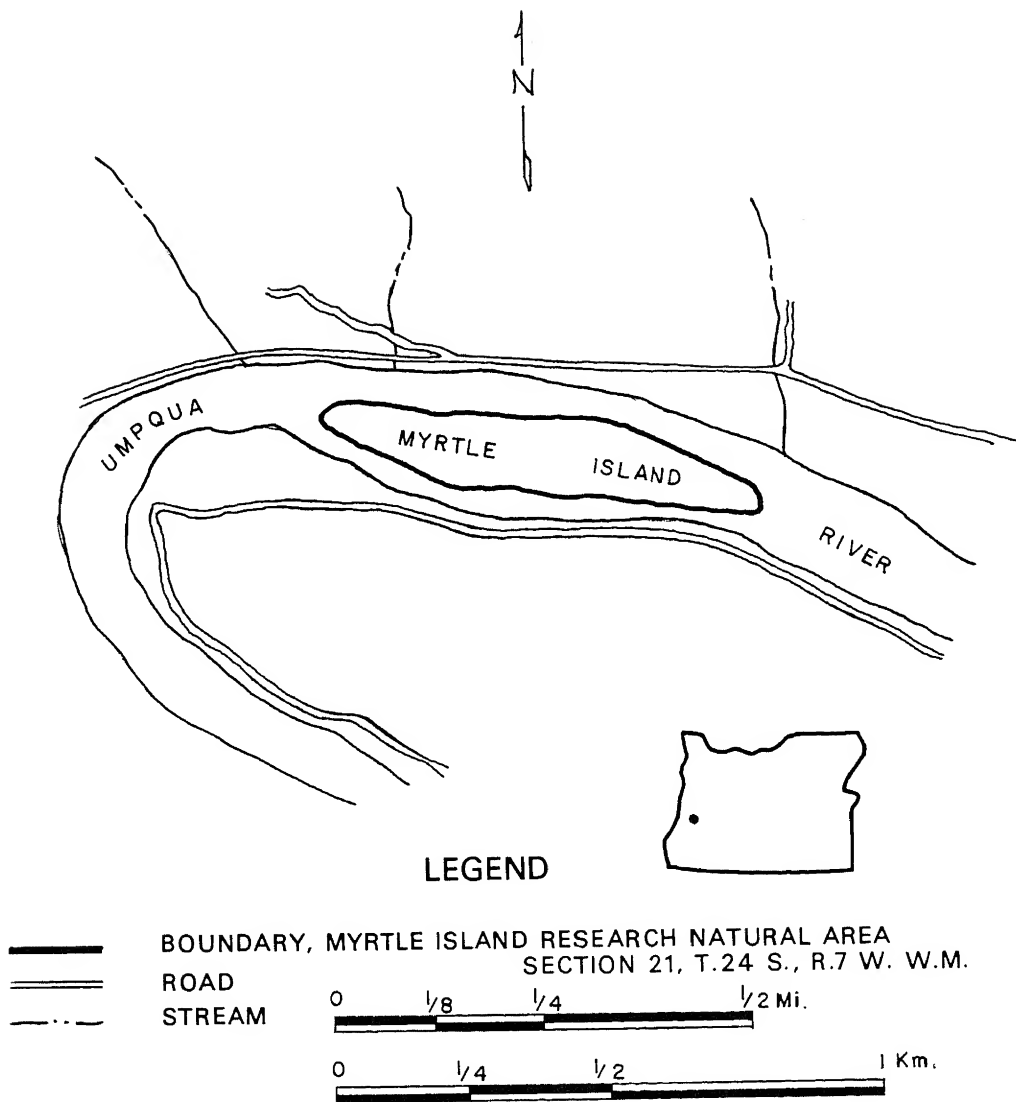 N
UMPQUA
MYRTLE ISLAND
RIVER
LEGEND
BOUNDARY, MYRTLE ISLAND RESEARCH NATURAL AREA
SECTION 21, T.24 S., R.7 W. W.M.
ROAD
STREAM
0 1/8 1/4 1/2 Mi.
0 1/4 1/2 1 Km.